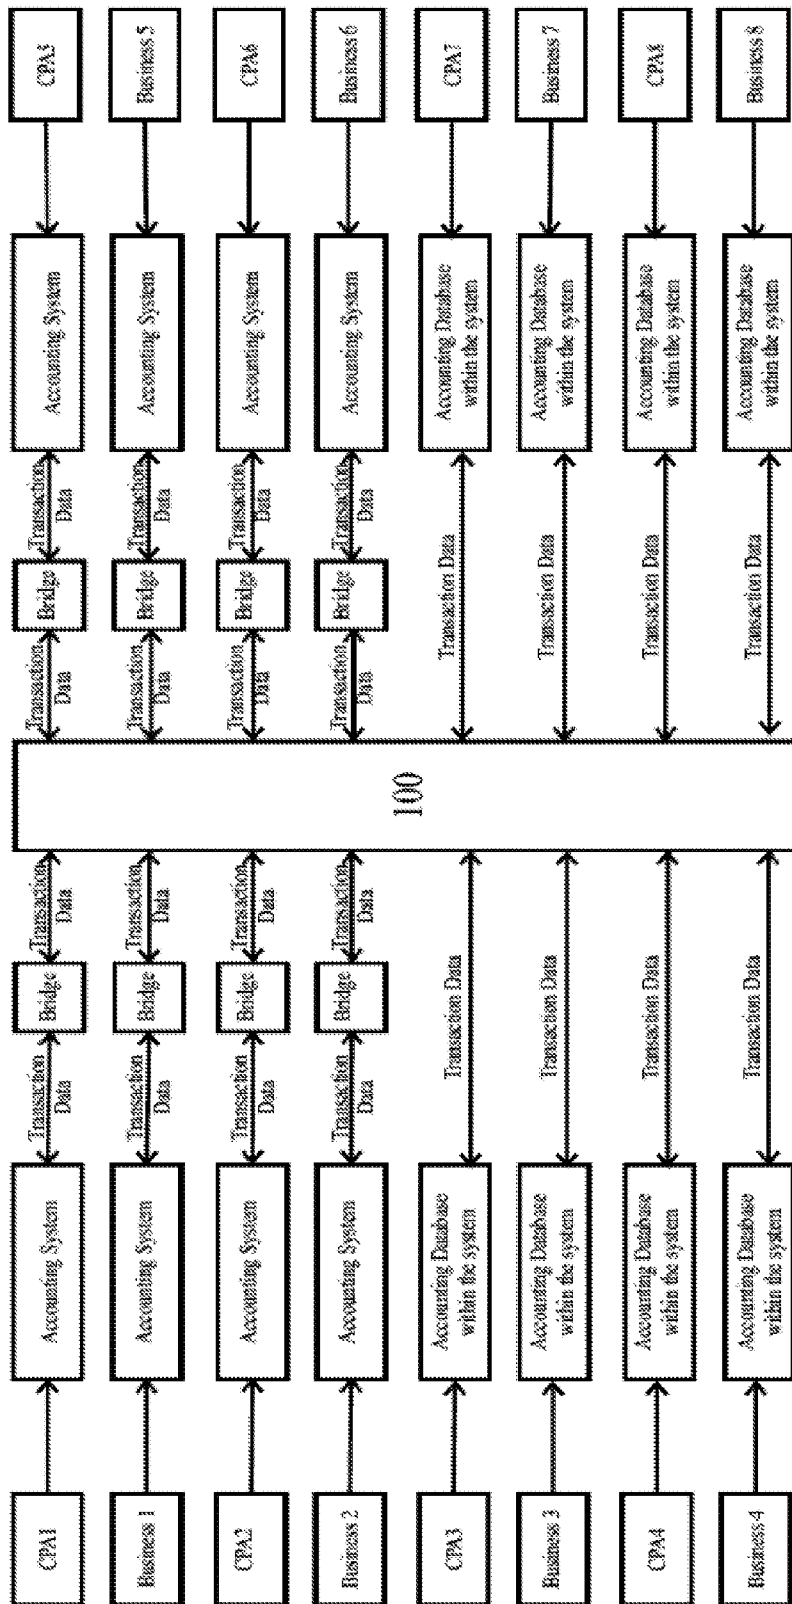 CPA1
Accounting System
Transaction
Data
Bridge
Transaction
Data
Transaction
Data
Bridge
Transaction
Data
Accounting System
CPA5
Business 1
Accounting System
Transaction
Data
Bridge
Transaction
Data
Transaction
Data
Bridge
Transaction
Data
Accounting System
Business 5
CPA2
Accounting System
Transaction
Data
Bridge
Transaction
Data
Transaction
Data
Bridge
Transaction
Data
Accounting System
CPA6
Business 2
Accounting System
Transaction
Data
Bridge
Transaction
Data
Transaction
Data
Bridge
Transaction
Data
Accounting System
Business 6
100
CPA3
Accounting Database
within the system
Transaction Data
Transaction Data
Accounting Database
within the system
CPA7
Business 3
Accounting Database
within the system
Transaction Data
Transaction Data
Accounting Database
within the system
Business 7
CPA4
Accounting Database
within the system
Transaction Data
Transaction Data
Accounting Database
within the system
CPA8
Business 4
Accounting Database
within the system
Transaction Data
Transaction Data
Accounting Database
within the system
Business 8